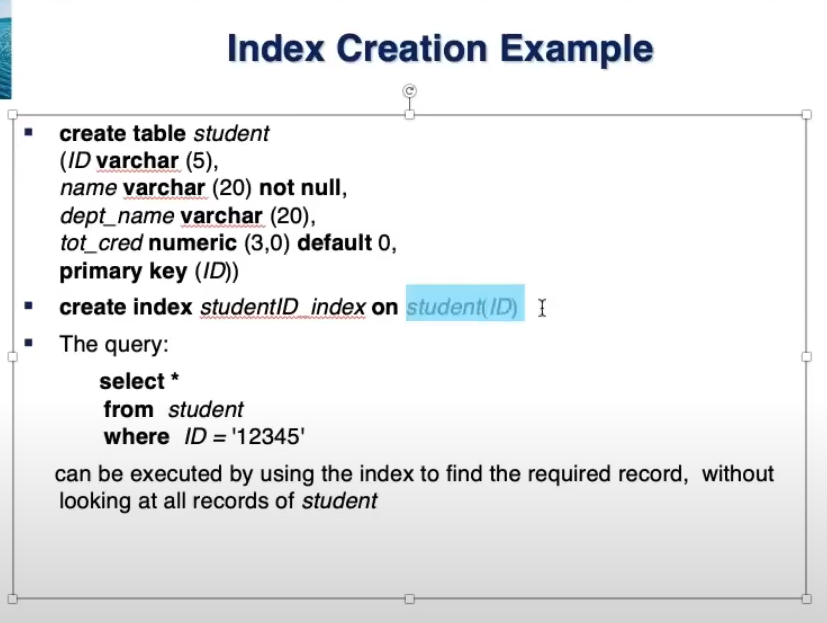 Index Creation Example
▪ create table student
(ID varchar (5),
name varchar (20) not null,
dept_name varchar (20),
tot_cred numeric (3,0) default 0,
primary key (ID))
▪ create index studentID_index on student(ID)
▪ The query:
select *
from student
where ID = '12345'
can be executed by using the index to find the required record, without
looking at all records of student